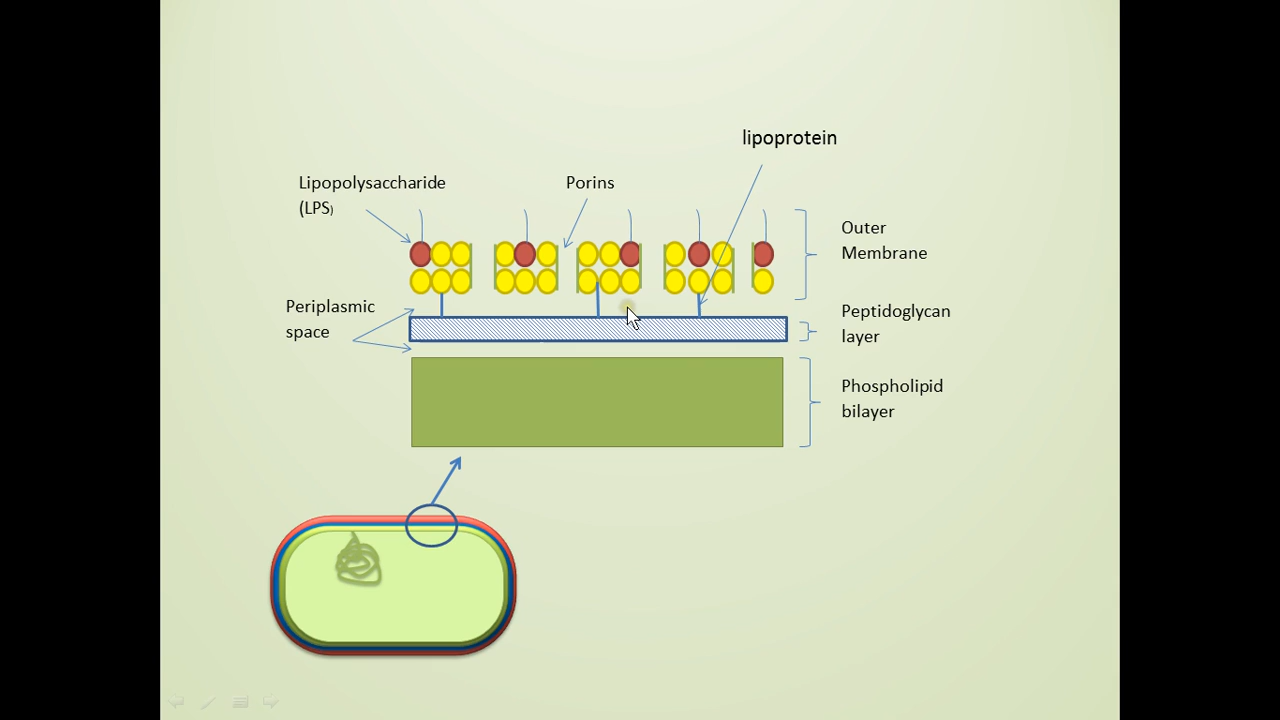 lipoprotein
Lipopolysaccharide
(LPS)
Porins
Outer
Membrane
Periplasmic
space
Peptidoglycan
layer
Phospholipid
bilayer